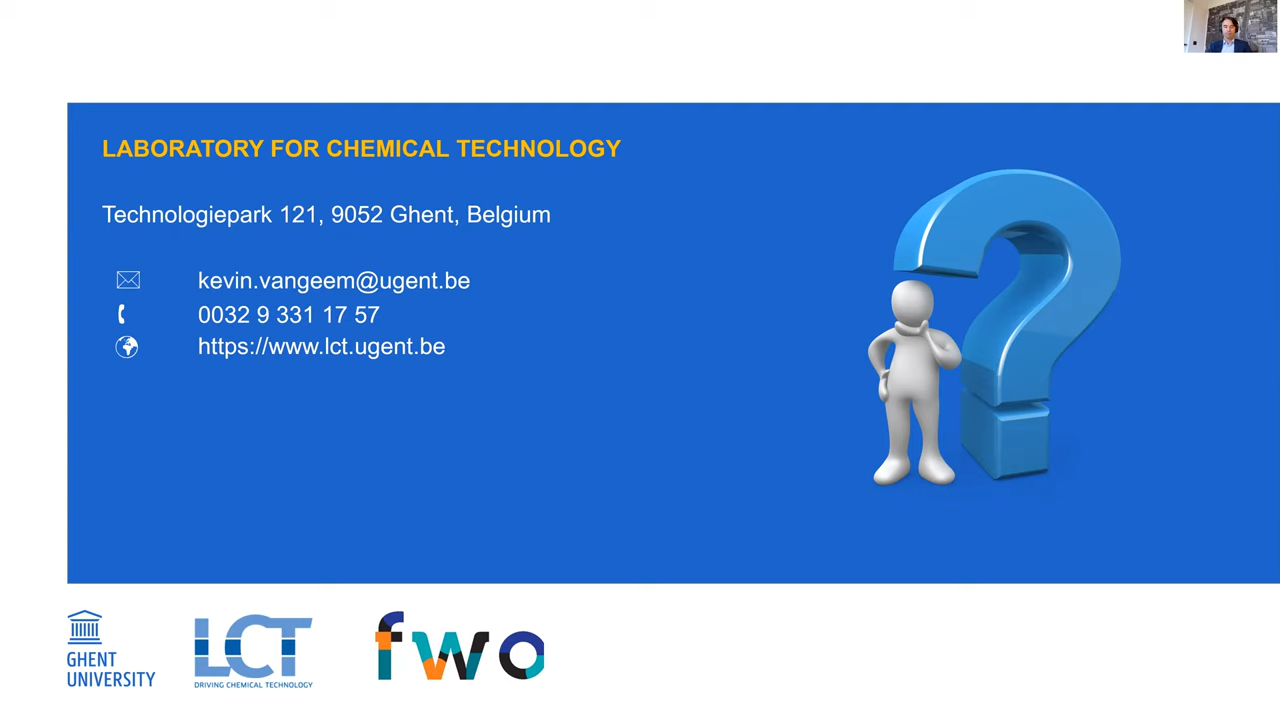 LABORATORY FOR CHEMICAL TECHNOLOGY
Technologiepark 121, 9052 Ghent, Belgium
kevin.vangeem@ugent.be
0032 9 331 17 57
https://www.lct.ugent.be
GHENT
UNIVERSITY
LCT
DRIVING CHEMICAL TECHNOLOGY
fwo